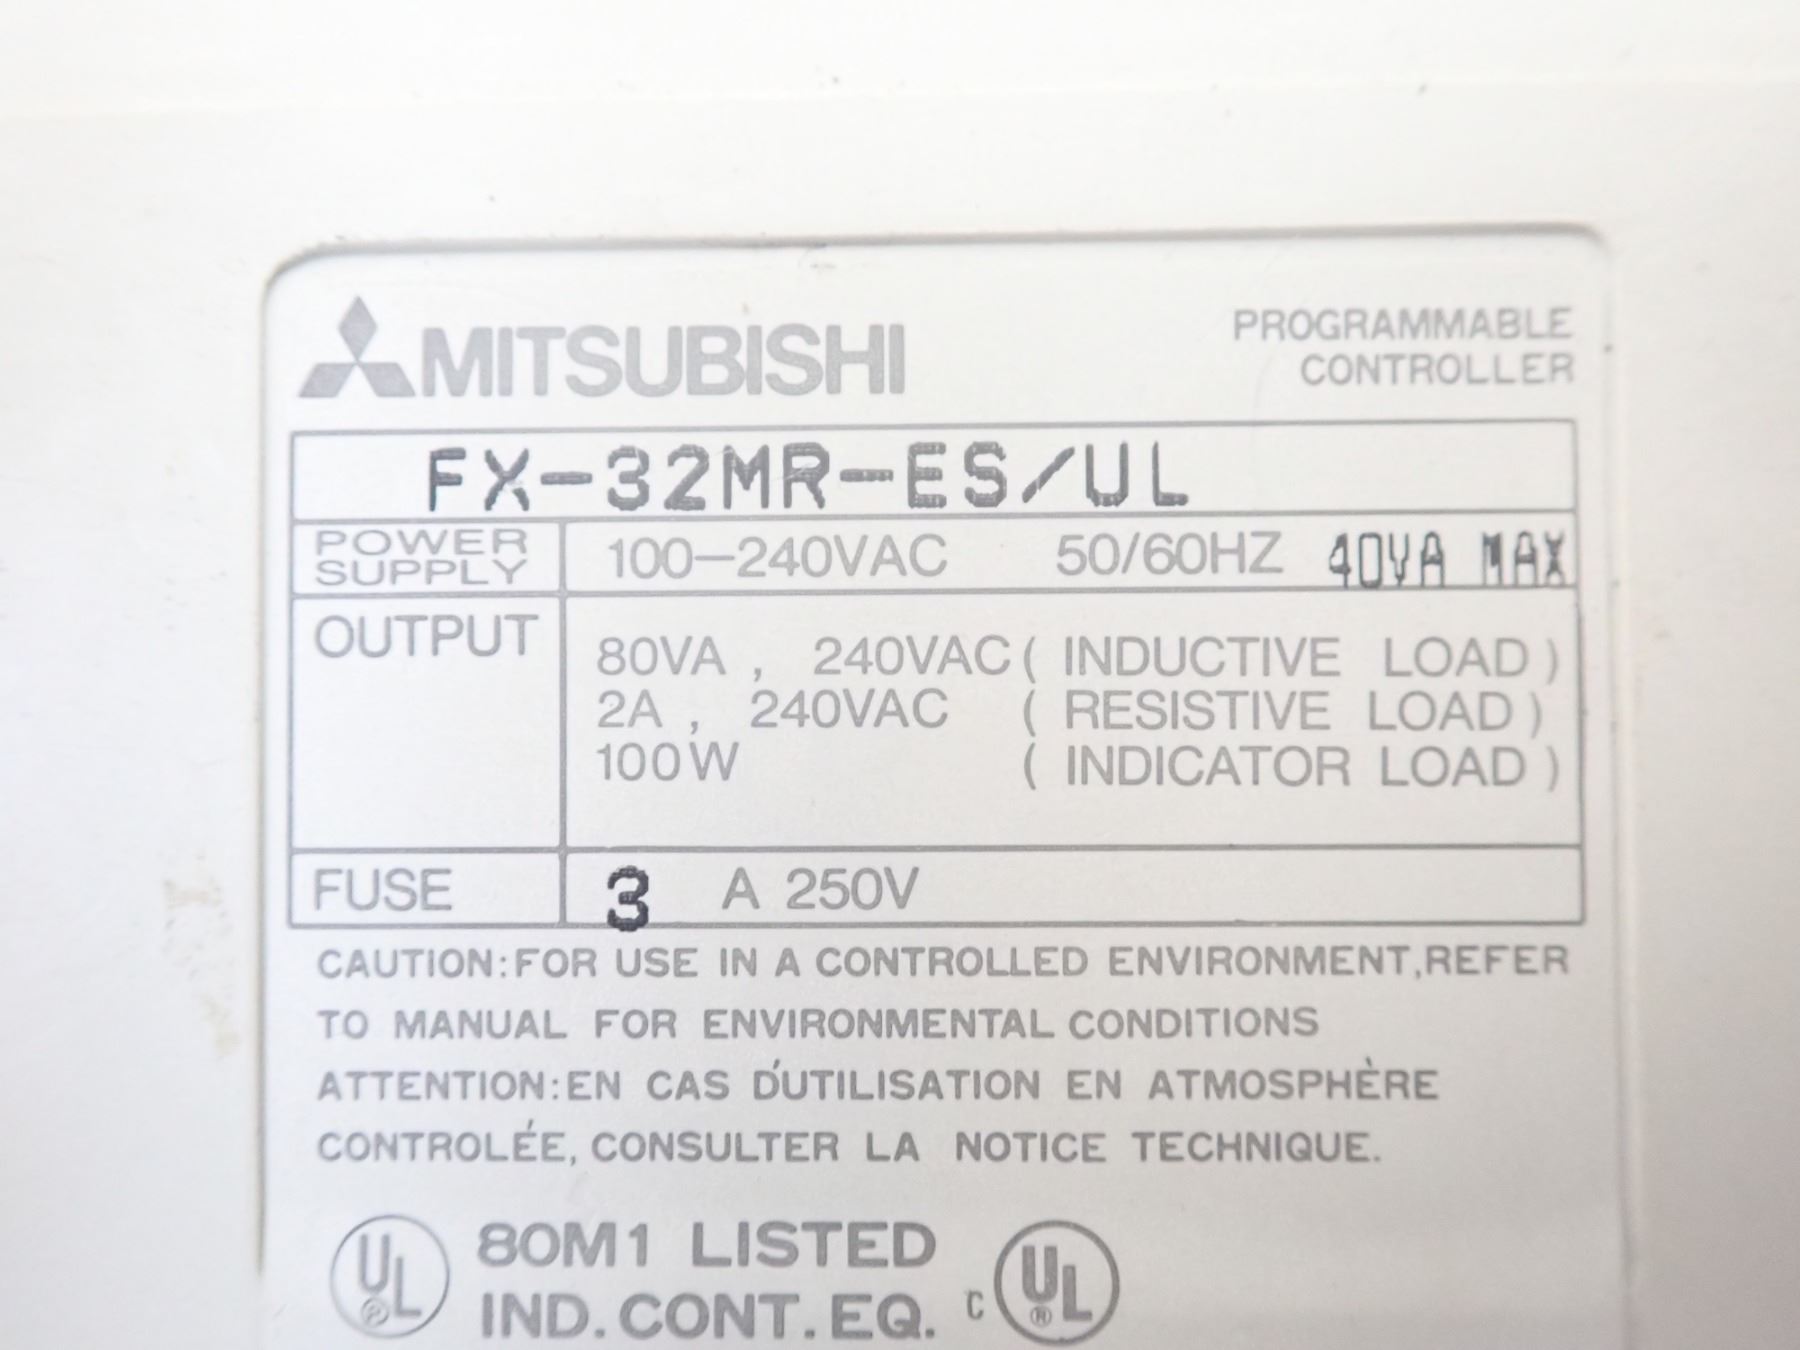 MITSUBISHI
PROGRAMMABLE
CONTROLLER
FX-32MR-ES/UL
POWER
SUPPLY
100-240VAC 50/60HZ 40VA MAX
OUTPUT
80VA , 240VAC ( INDUCTIVE LOAD )
2A , 240VAC ( RESISTIVE LOAD )
100W ( INDICATOR LOAD )
FUSE
3 A 250V
CAUTION:FOR USE IN A CONTROLLED ENVIRONMENT,REFER
TO MANUAL FOR ENVIRONMENTAL CONDITIONS
ATTENTION:EN CAS D'UTILISATION EN ATMOSPHÈRE
CONTROLÉE, CONSULTER LA NOTICE TECHNIQUE.
UL ®
80M1 LISTED
IND.CONT.EQ.
C UL ®